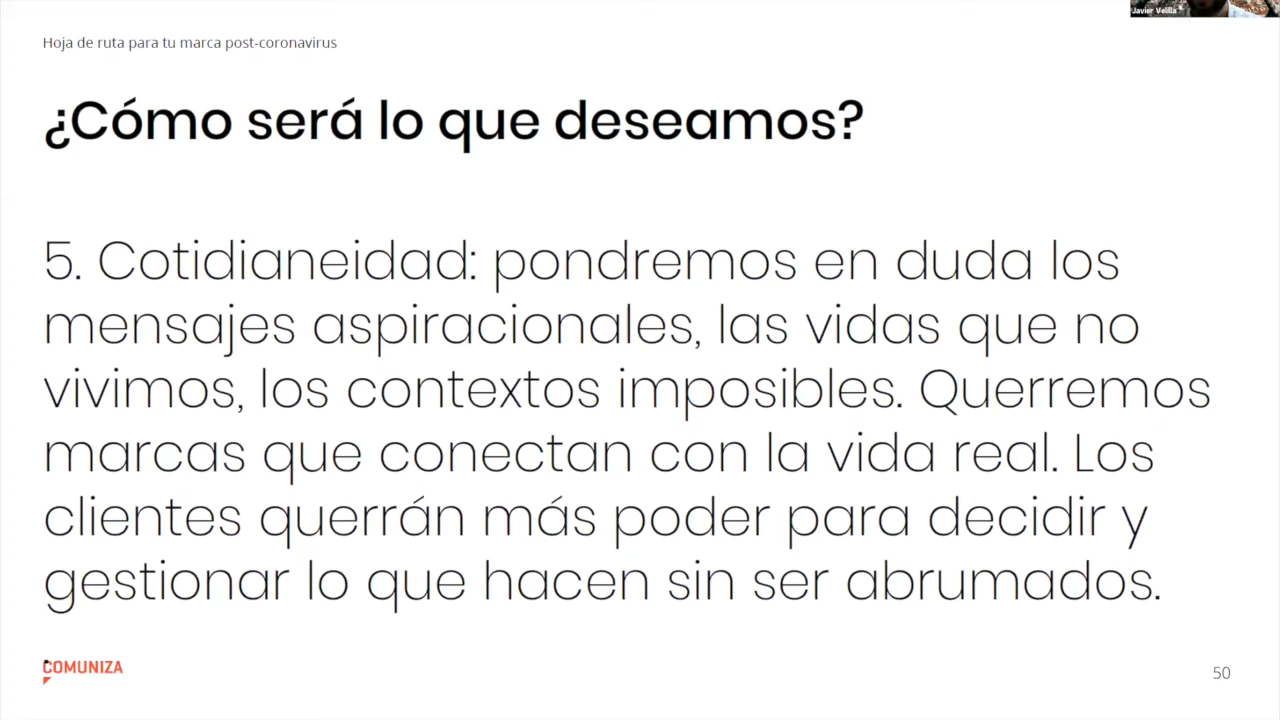 Javier Velilla
Hoja de ruta para tu marca post-coronavirus
¿Cómo será lo que deseamos?
5. Cotidianeidad: pondremos en duda los
mensajes aspiracionales, las vidas que no
vivimos, los contextos imposibles. Querremos
marcas que conectan con la vida real. Los
clientes querrán más poder para decidir y
gestionar lo que hacen sin ser abrumados.
COMUNIZA
50